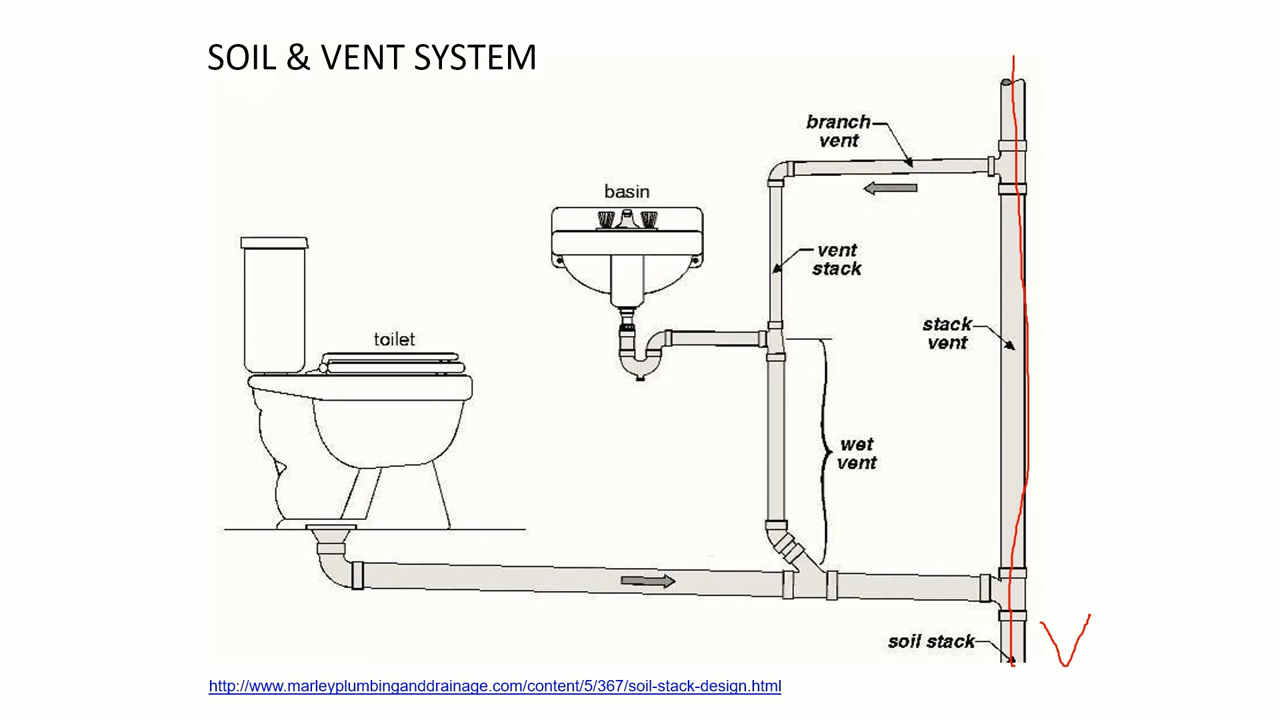 SOIL & VENT SYSTEM
branch
vent
basin
vent
stack
stack
vent
toilet
wet
vent
soil stack
http://www.marleyplumbinganddrainage.com/content/5/367/soil-stack-design.html